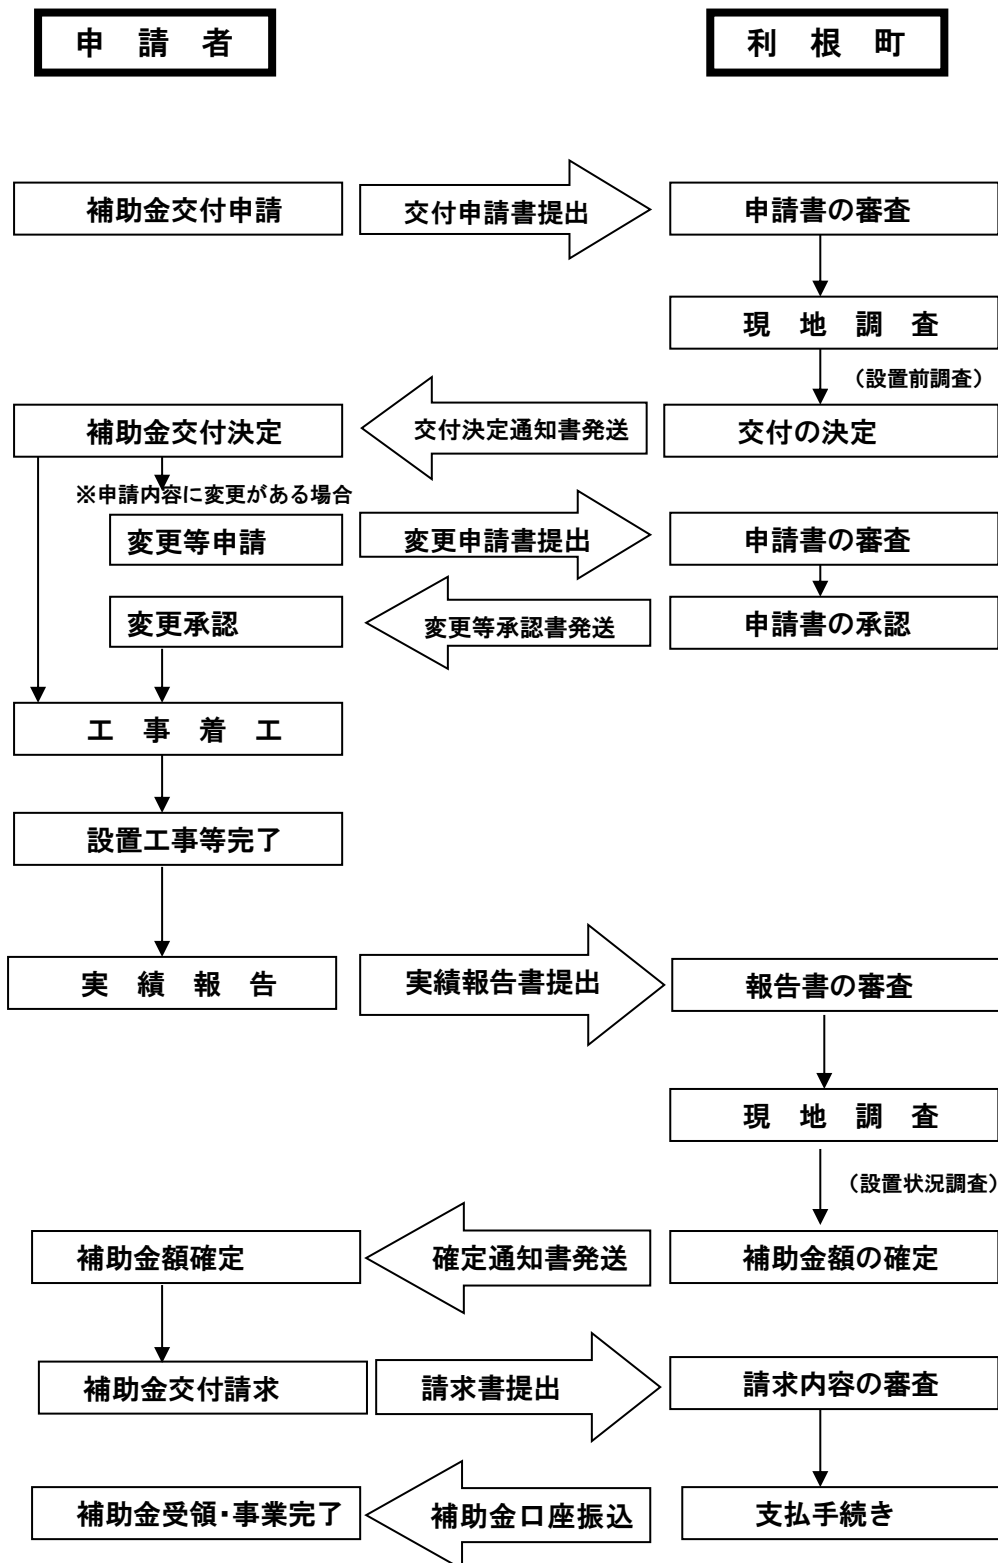 申　請　者
利　根　町
補助金交付申請
交付申請書提出
申請書の審査
現　地　調　査
（設置前調査）
補助金交付決定
交付決定通知書発送
交付の決定
※申請内容に変更がある場合
変更等申請
変更申請書提出
申請書の審査
変更承認
変更等承認書発送
申請書の承認
工　事　着　工
設置工事等完了
実　績　報　告
実績報告書提出
報告書の審査
現　地　調　査
（設置状況調査）
補助金額確定
確定通知書発送
補助金額の確定
補助金交付請求
請求書提出
請求内容の審査
補助金受領・事業完了
補助金口座振込
支払手続き